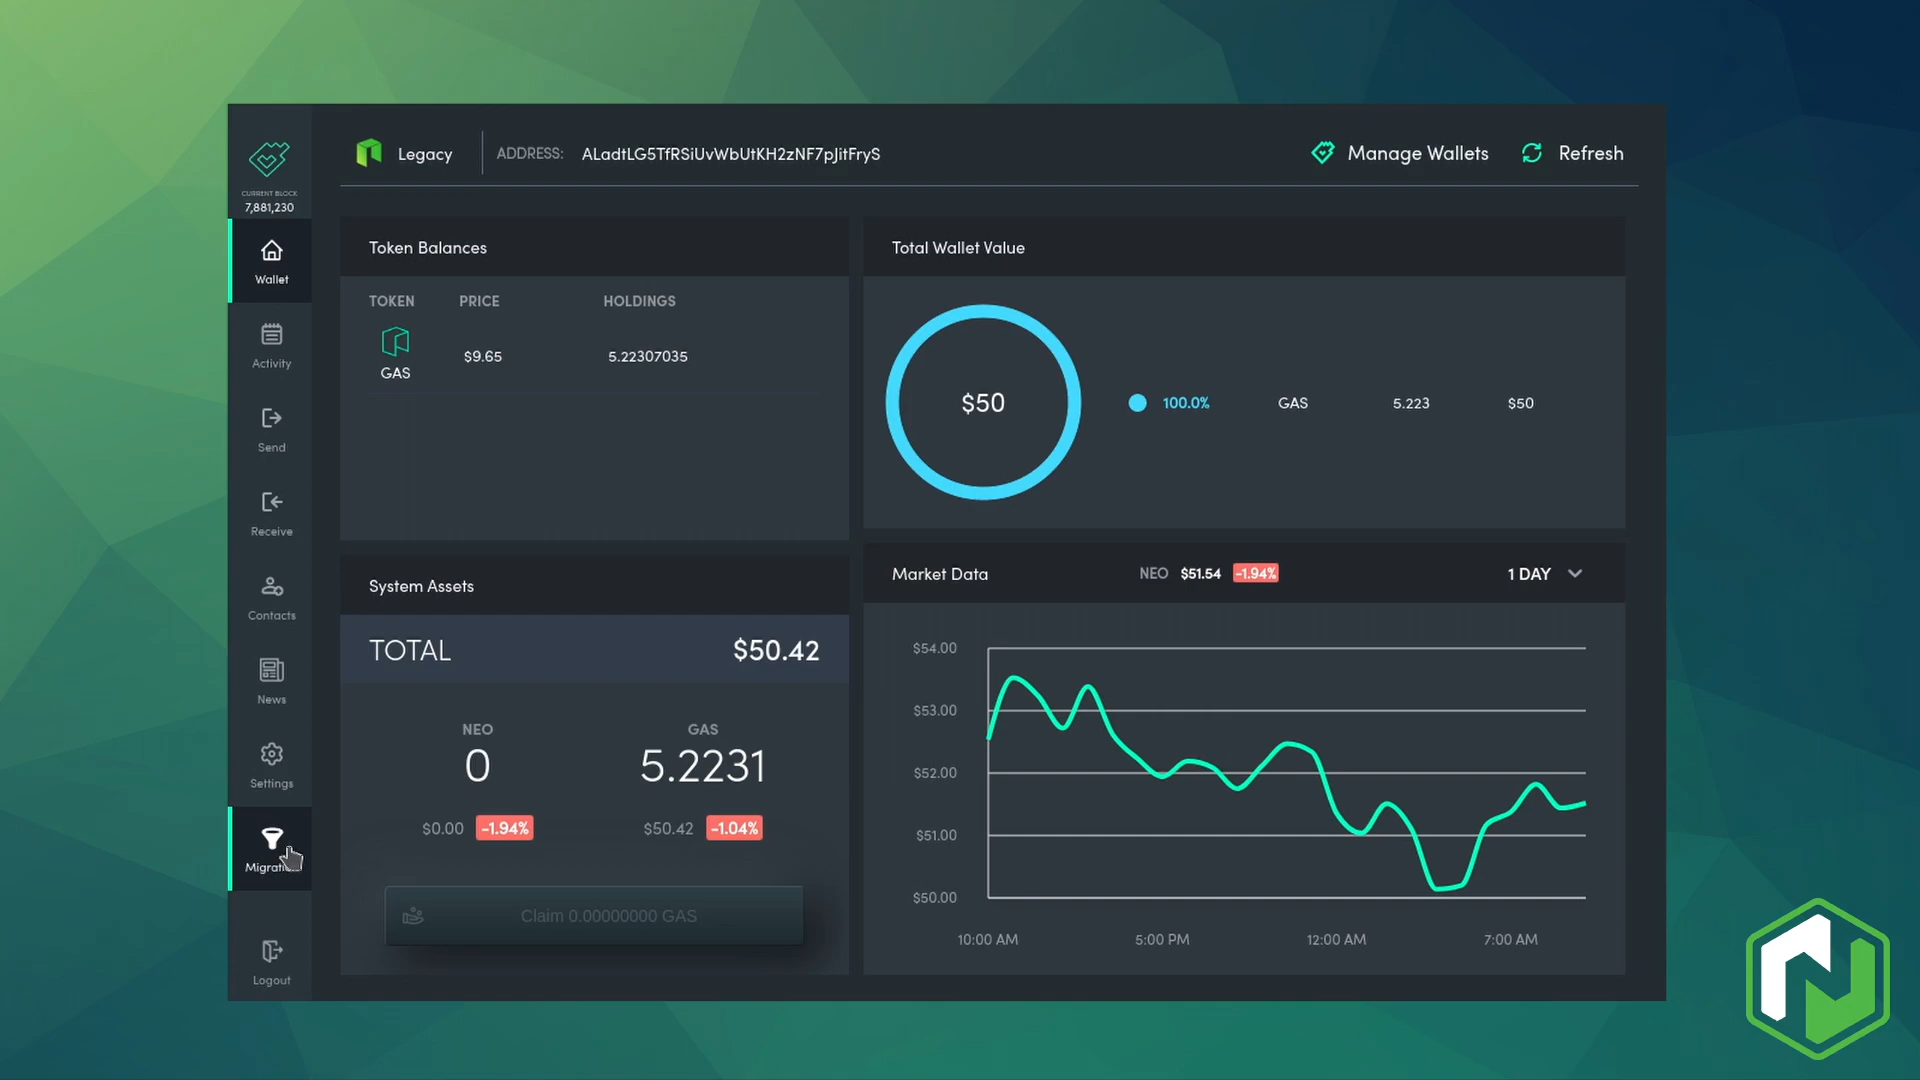 CURRENT BLOCK
7,881,230
Wallet
Activity
Send
Receive
Contacts
News
Settings
Logout
Legacy
ADDRESS: ALadtLG5TfRSiUvWbUtKH2zNF7pJitFryS
Manage Wallets
Refresh
Token Balances
TOKEN PRICE HOLDINGS
GAS $9.65 5.22307035
Total Wallet Value
$50
100.0% GAS 5.223 $50
System Assets
TOTAL $50.42
NEO GAS
0 5.2231
$0.00 -1.94% $50.42 -1.04%
Claim 0.00000000 GAS
Market Data NEO $51.54 -1.94% 1 DAY
$54.00
$53.00
$52.00
$51.00
$50.00
10:00 AM 5:00 PM 12:00 AM 7:00 AM